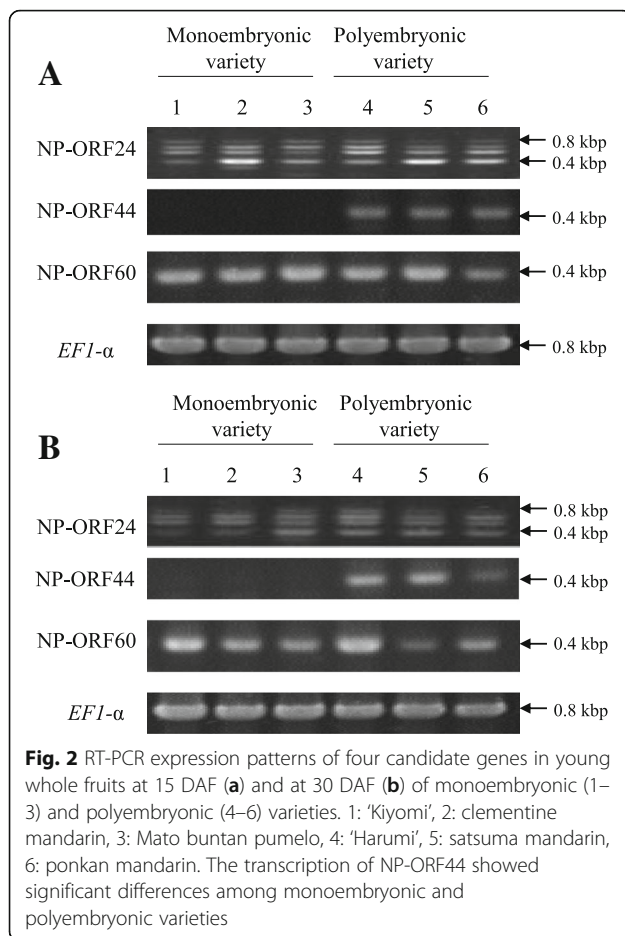 Monoembryonic Polyembryonic
A variety variety
1 2 3 4 5 6
NP-ORF24 0.8 kbp
0.4 kbp
NP-ORF44 0.4 kbp
NP-ORF60 0.4 kbp
EF1-α 0.8 kbp
Monoembryonic Polyembryonic
B variety variety
1 2 3 4 5 6
NP-ORF24 0.8 kbp
0.4 kbp
NP-ORF44 0.4 kbp
NP-ORF60 0.4 kbp
EF1-α 0.8 kbp
Fig. 2 RT-PCR expression patterns of four candidate genes in young
whole fruits at 15 DAF (a) and at 30 DAF (b) of monoembryonic (1–
3) and polyembryonic (4–6) varieties. 1: ‘Kiyomi’, 2: clementine
mandarin, 3: Mato buntan pumelo, 4: ‘Harumi’, 5: satsuma mandarin,
6: ponkan mandarin. The transcription of NP-ORF44 showed
significant differences among monoembryonic and
polyembryonic varieties